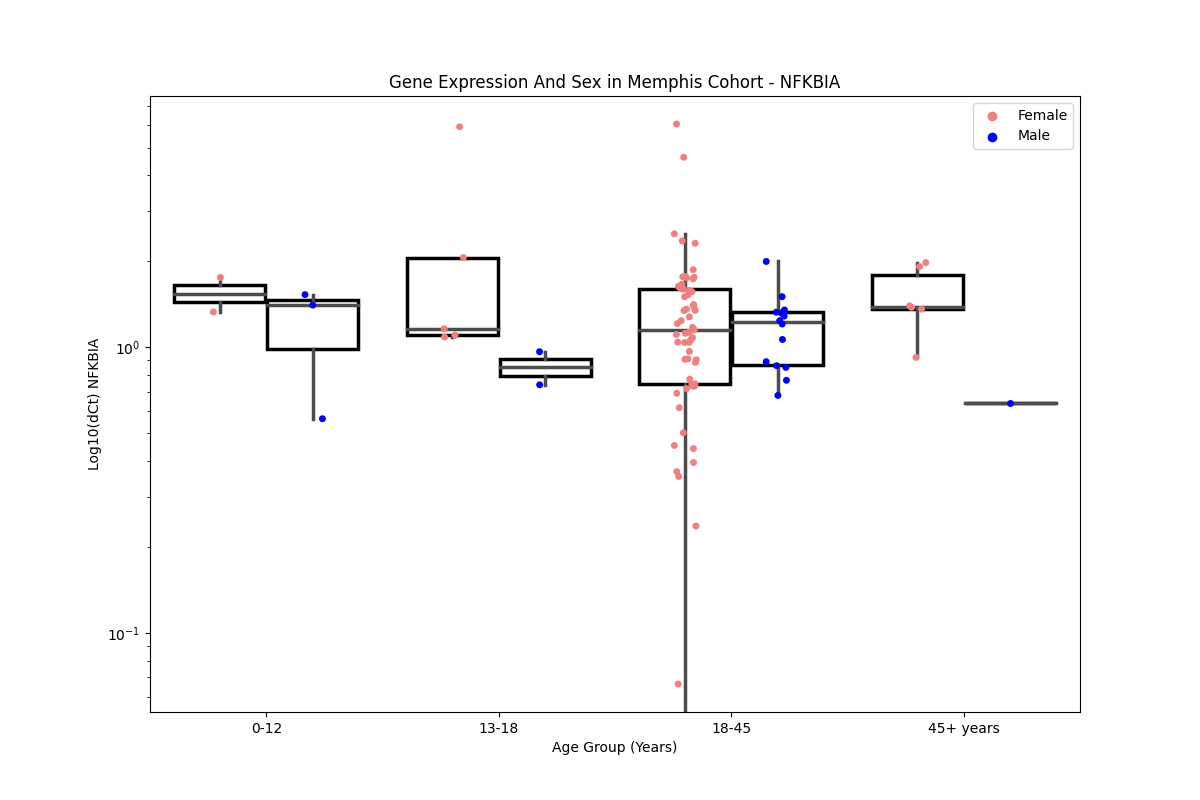 Gene Expression And Sex in Memphis Cohort - NFKBIA
Female
Male
Log10(dCt) NFKBIA
10⁰
10⁻¹
0-12
13-18
18-45
45+ years
Age Group (Years)